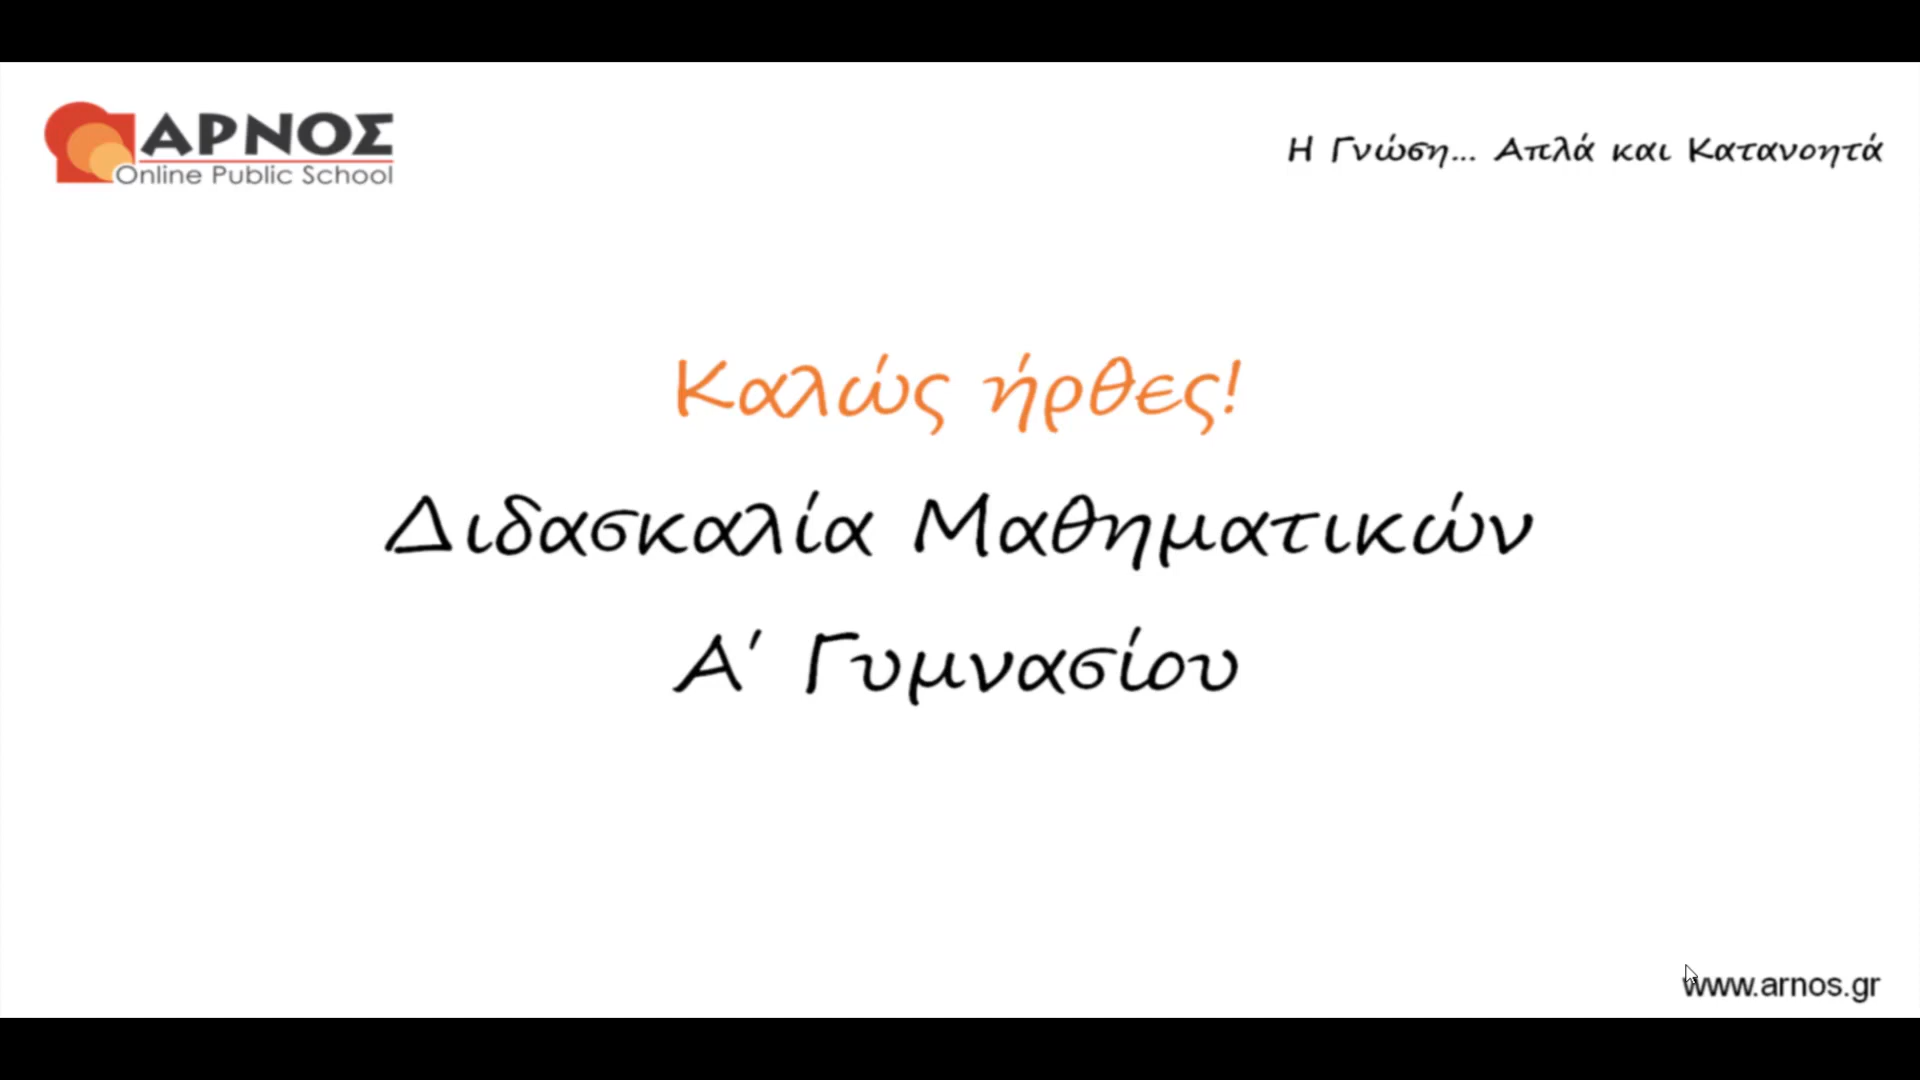 ΑΡΝΟΣ
Online Public School
Η Γνώση... Απλά και Κατανοητά
Καλώς ήρθες!
Διδασκαλία Μαθηματικών
Α' Γυμνασίου
www.arnos.gr